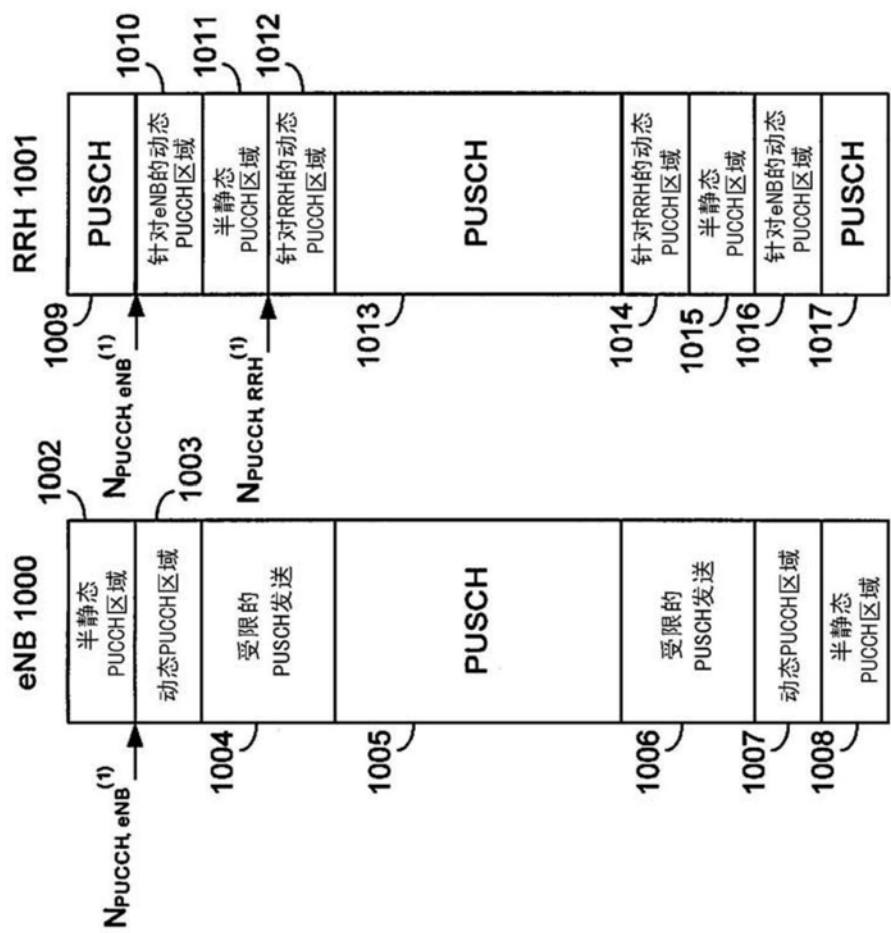 eNB 1000
1002
半静态
PUCCH区域
N_PUCCH, eNB^(1)
1003
动态PUCCH区域
1004
受限的
PUSCH发送
1005
PUSCH
1006
受限的
PUSCH发送
1007
动态PUCCH区域
1008
半静态
PUCCH区域
RRH 1001
1009
PUSCH
N_PUCCH, eNB^(1)
1010
针对eNB的动态
PUCCH区域
1011
半静态
PUCCH区域
N_PUCCH, RRH^(1)
1012
针对RRH的动态
PUCCH区域
1013
PUSCH
1014
针对RRH的动态
PUCCH区域
1015
半静态
PUCCH区域
1016
针对eNB的动态
PUCCH区域
1017
PUSCH